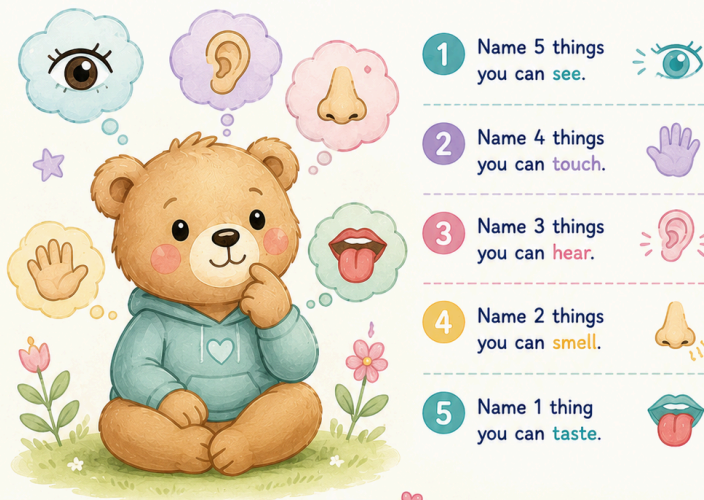 1
Name 5 things
you can see.
2
Name 4 things
you can touch.
3
Name 3 things
you can hear.
4
Name 2 things
you can smell.
5
Name 1 thing
you can taste.